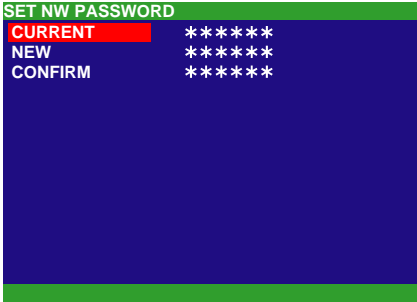 SET NW PASSWORD
CURRENT ******
NEW ******
CONFIRM ******